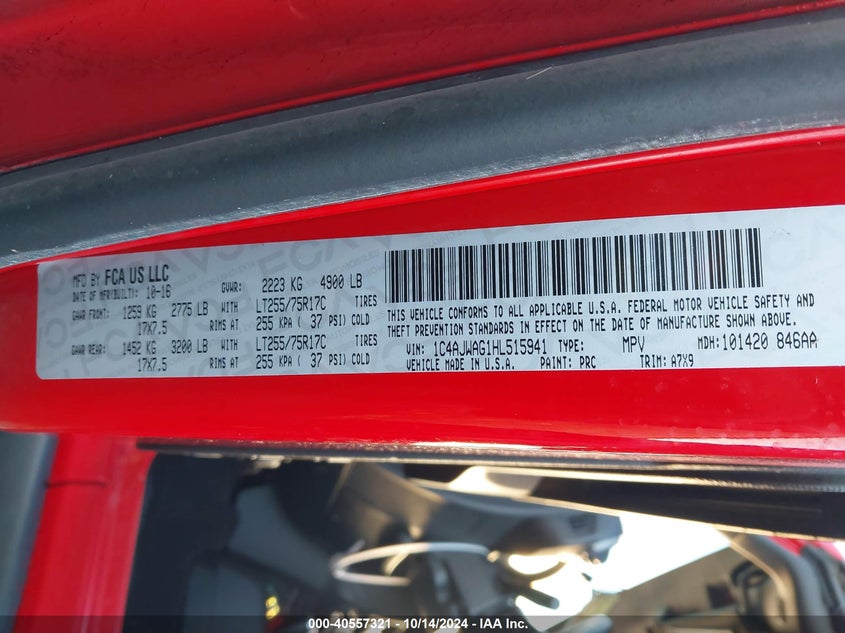 MFD BY FCA US LLC
DATE OF MFR(BUILT): 10-16 GVWR: 2223 KG 4900 LB
GAWR FRONT: 1259 KG 2775 LB WITH LT255/75R17C TIRES
17X7.5 RIMS AT 255 KPA ( 37 PSI) COLD
GAWR REAR: 1452 KG 3200 LB WITH LT255/75R17C TIRES
17X7.5 RIMS AT 255 KPA ( 37 PSI) COLD
THIS VEHICLE CONFORMS TO ALL APPLICABLE U.S.A. FEDERAL MOTOR VEHICLE SAFETY AND
THEFT PREVENTION STANDARDS IN EFFECT ON THE DATE OF MANUFACTURE SHOWN ABOVE.
VIN: 1C4AJWAG1HL515941 TYPE: MPV MDH: 101420 846AA
VEHICLE MADE IN U.S.A. PAINT: PRC TRIM: A7X9
000-40557321 - 10/14/2024 - IAA Inc.